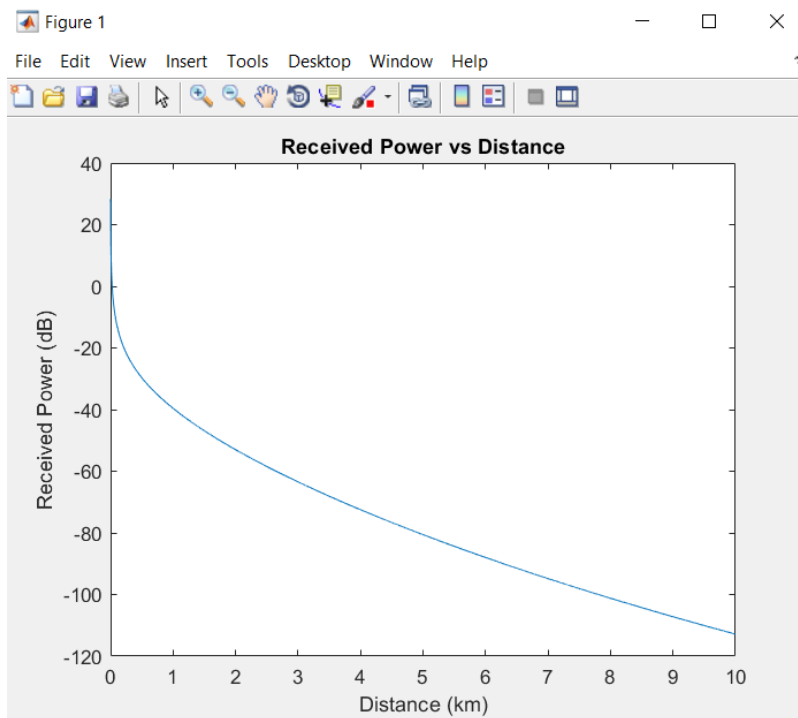 Figure 1
File Edit View Insert Tools Desktop Window Help
Received Power vs Distance
40
20
0
-20
-40
-60
-80
-100
-120
Received Power (dB)
0 1 2 3 4 5 6 7 8 9 10
Distance (km)